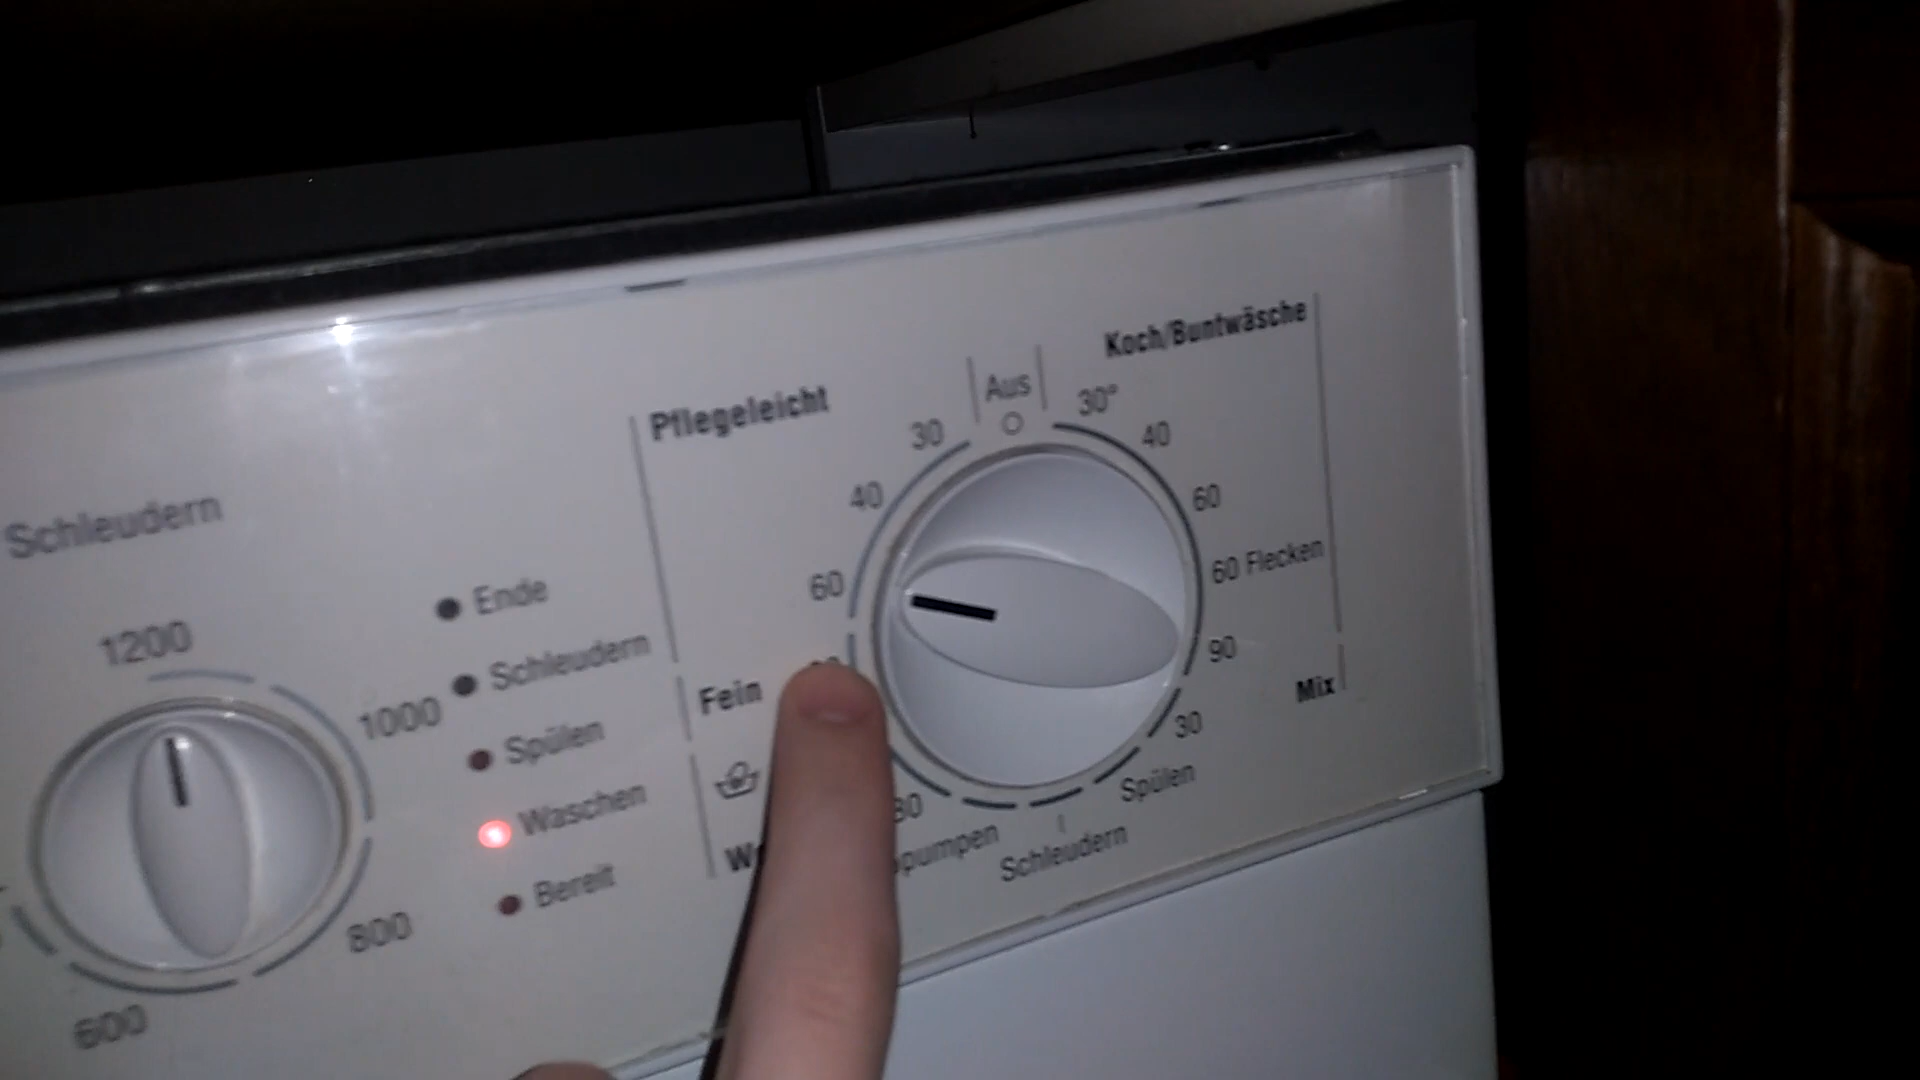 Schleudern
1200
1000
800
600
Ende
Schleudern
Spülen
Waschen
Bereit
Pflegeleicht
Aus
Koch/Buntwäsche
30
40
60
30°
40
60
60 Flecken
90
Mix
30
Spülen
Schleudern
Fein
30